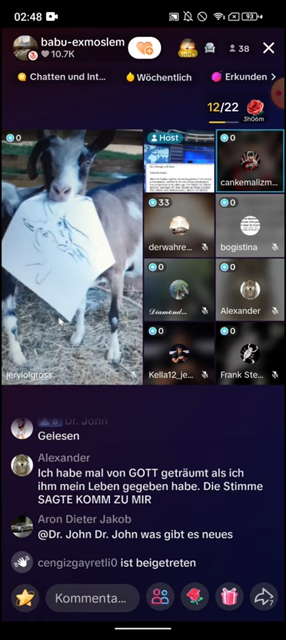 02:48
93
babu-exmoslem
10.7K
38
Chatten und Int...
Wöchentlich
Erkunden
12/22
3h06m
0
Host
0
cankemalizm...
33
derwahre...
0
bogistina
0
Diamond...
0
Alexander
0
Kella12_je...
0
Frank Ste...
jerylolgross
Dr. John
Gelesen
Alexander
Ich habe mal von GOTT geträumt als ich
ihm mein Leben gegeben habe. Die Stimme
SAGTE KOMM ZU MIR
Aron Dieter Jakob
@Dr. John Dr. John was gibt es neues
cengizgayretli0 ist beigetreten
Kommenta...